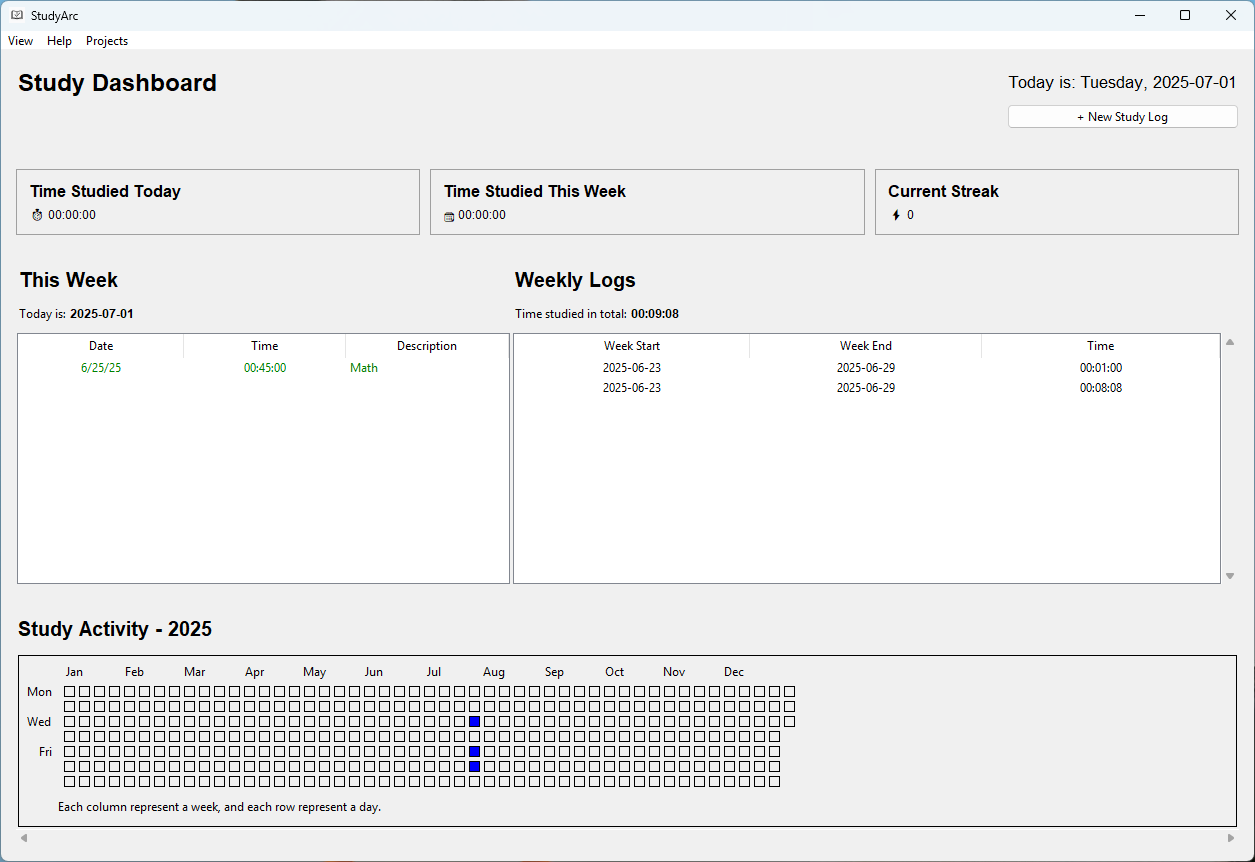 StudyArc
View Help Projects
Study Dashboard
Today is: Tuesday, 2025-07-01
+ New Study Log
Time Studied Today
00:00:00
Time Studied This Week
00:00:00
Current Streak
0
This Week
Today is: 2025-07-01
Date Time Description
6/25/25 00:45:00 Math
Weekly Logs
Time studied in total: 00:09:08
Week Start Week End Time
2025-06-23 2025-06-29 00:01:00
2025-06-23 2025-06-29 00:08:08
Study Activity - 2025
Jan Feb Mar Apr May Jun Jul Aug Sep Oct Nov Dec
Mon
Wed
Fri
Each column represent a week, and each row represent a day.